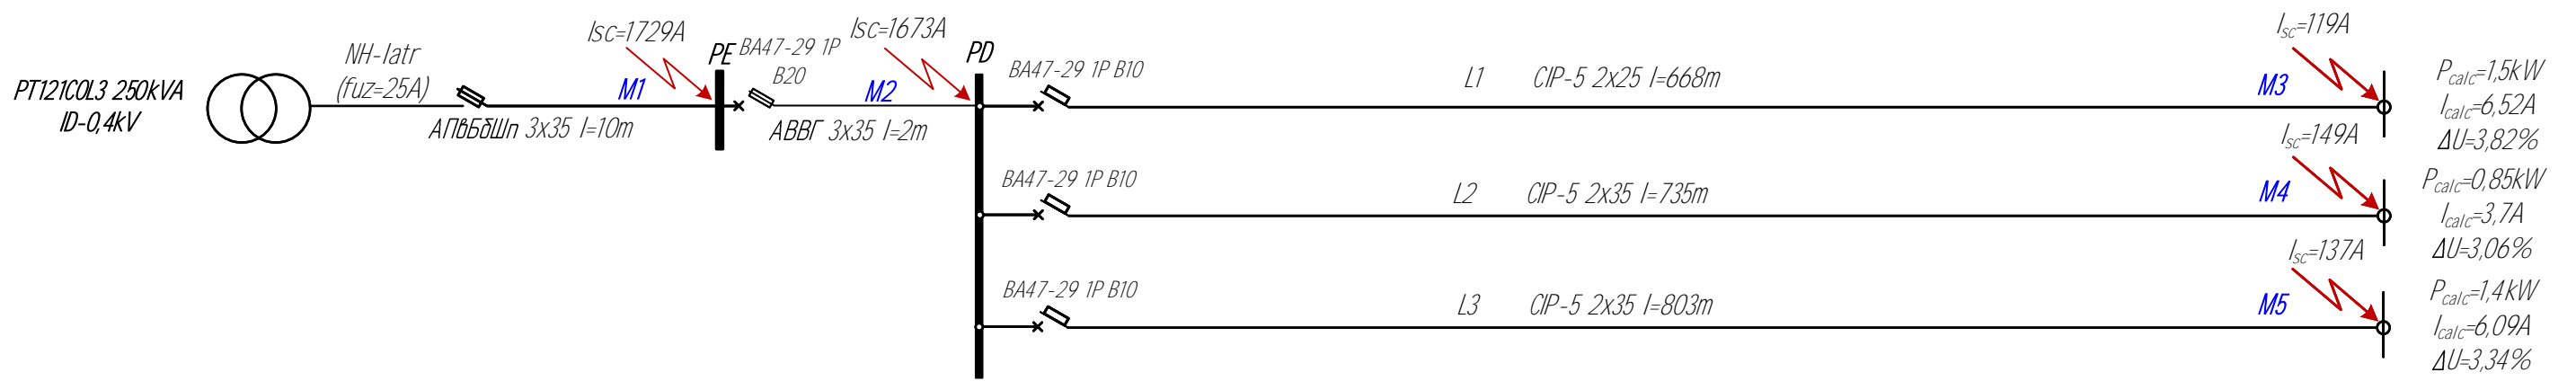 PT121COL3 250kVA
ID-0,4kV
NH-Iatr
(fuz=25A)
АПвБбШп 3x35 l=10m
M1
Isc=1729A
PE
BA47-29 1P
B20
M2
АВВГ 3x35 l=2m
Isc=1673A
PD
BA47-29 1P B10
L1 CIP-5 2x25 l=668m
M3
Isc=119A
Pcalc=1,5kW
Icalc=6,52A
ΔU=3,82%
BA47-29 1P B10
L2 CIP-5 2x35 l=735m
M4
Isc=149A
Pcalc=0,85kW
Icalc=3,7A
ΔU=3,06%
BA47-29 1P B10
L3 CIP-5 2x35 l=803m
M5
Isc=137A
Pcalc=1,4kW
Icalc=6,09A
ΔU=3,34%